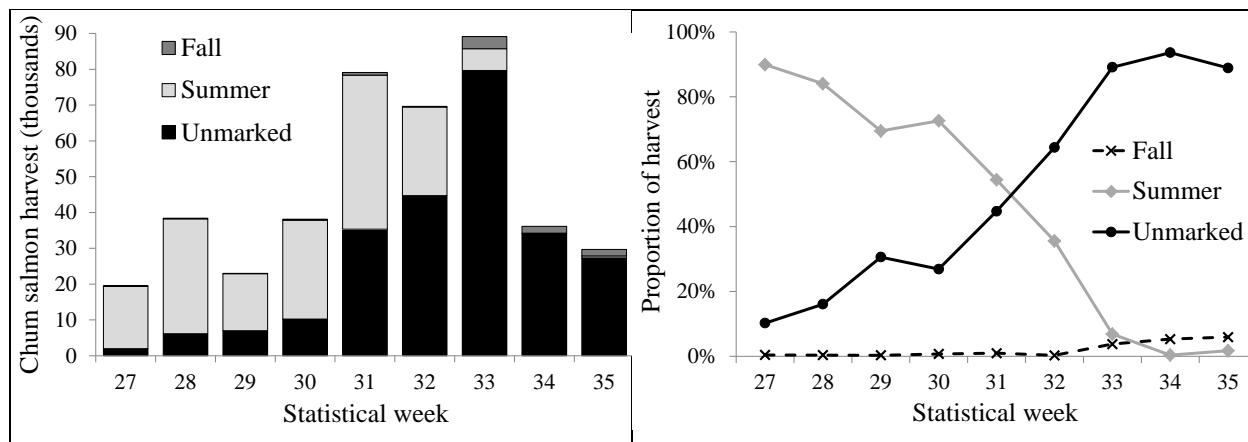 Chum salmon harvest (thousands)
90
80
70
60
50
40
30
20
10
0
Fall
Summer
Unmarked
27 28 29 30 31 32 33 34 35
Statistical week
Proportion of harvest
100%
80%
60%
40%
20%
0%
Fall
Summer
Unmarked
27 28 29 30 31 32 33 34 35
Statistical week